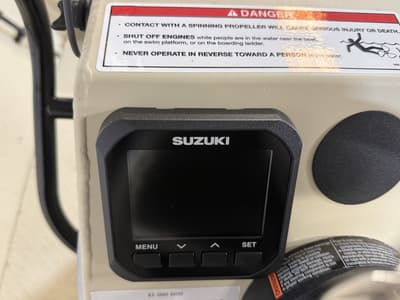 DANGER
• CONTACT WITH A SPINNING PROPELLER WILL CAUSE SERIOUS INJURY OR DEATH.
• SHUT OFF ENGINES while people are in the water near the boat,
on the swim platform, or on the boarding ladder.
• NEVER OPERATE IN REVERSE TOWARD A PERSON
SUZUKI
MENU SET